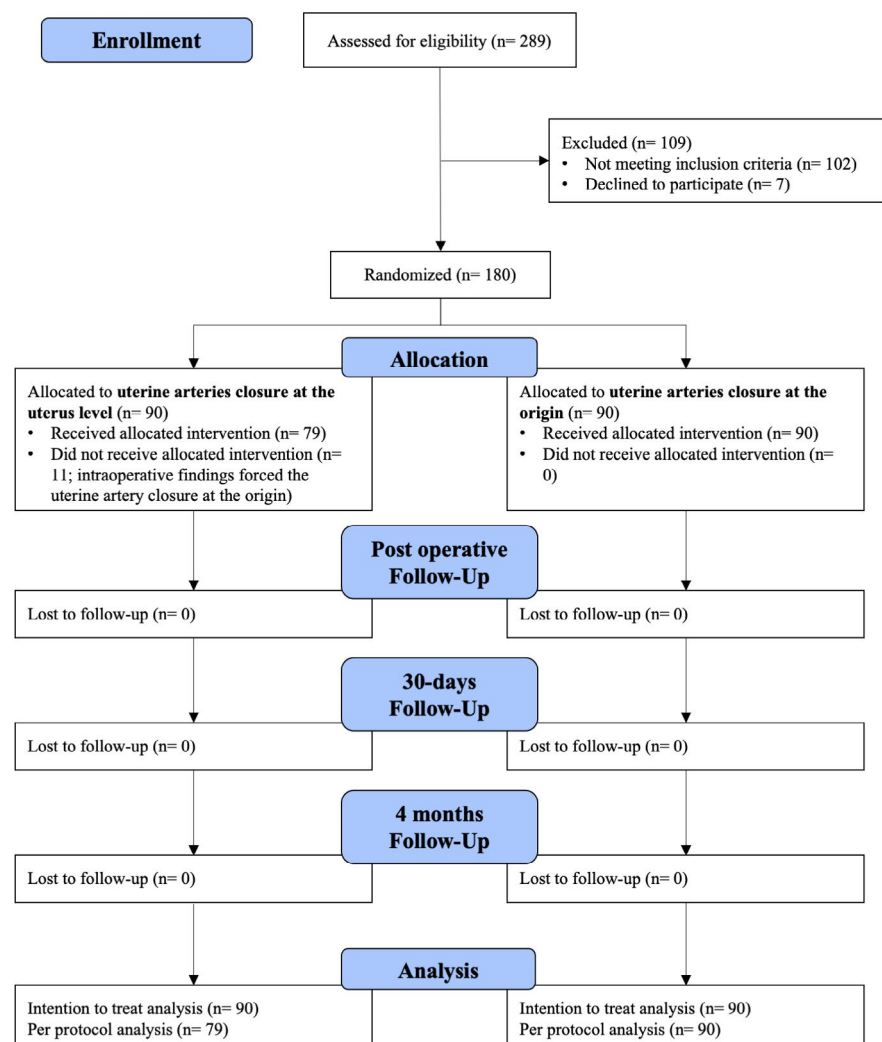 Enrollment
Assessed for eligibility (n= 289)
Excluded (n= 109)
• Not meeting inclusion criteria (n= 102)
• Declined to participate (n= 7)
Randomized (n= 180)
Allocation
Allocated to uterine arteries closure at the
uterus level (n= 90)
• Received allocated intervention (n= 79)
• Did not receive allocated intervention (n=
11; intraoperative findings forced the
uterine artery closure at the origin)
Allocated to uterine arteries closure at the
origin (n= 90)
• Received allocated intervention (n= 90)
• Did not receive allocated intervention (n=
0)
Post operative
Follow-Up
Lost to follow-up (n= 0)
Lost to follow-up (n= 0)
30-days
Follow-Up
Lost to follow-up (n= 0)
Lost to follow-up (n= 0)
4 months
Follow-Up
Lost to follow-up (n= 0)
Lost to follow-up (n= 0)
Analysis
Intention to treat analysis (n= 90)
Per protocol analysis (n= 79)
Intention to treat analysis (n= 90)
Per protocol analysis (n= 90)